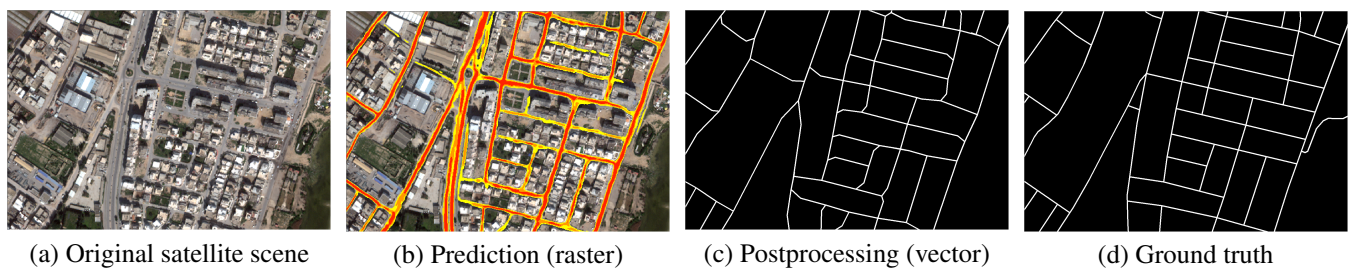 (a) Original satellite scene
(b) Prediction (raster)
(c) Postprocessing (vector)
(d) Ground truth